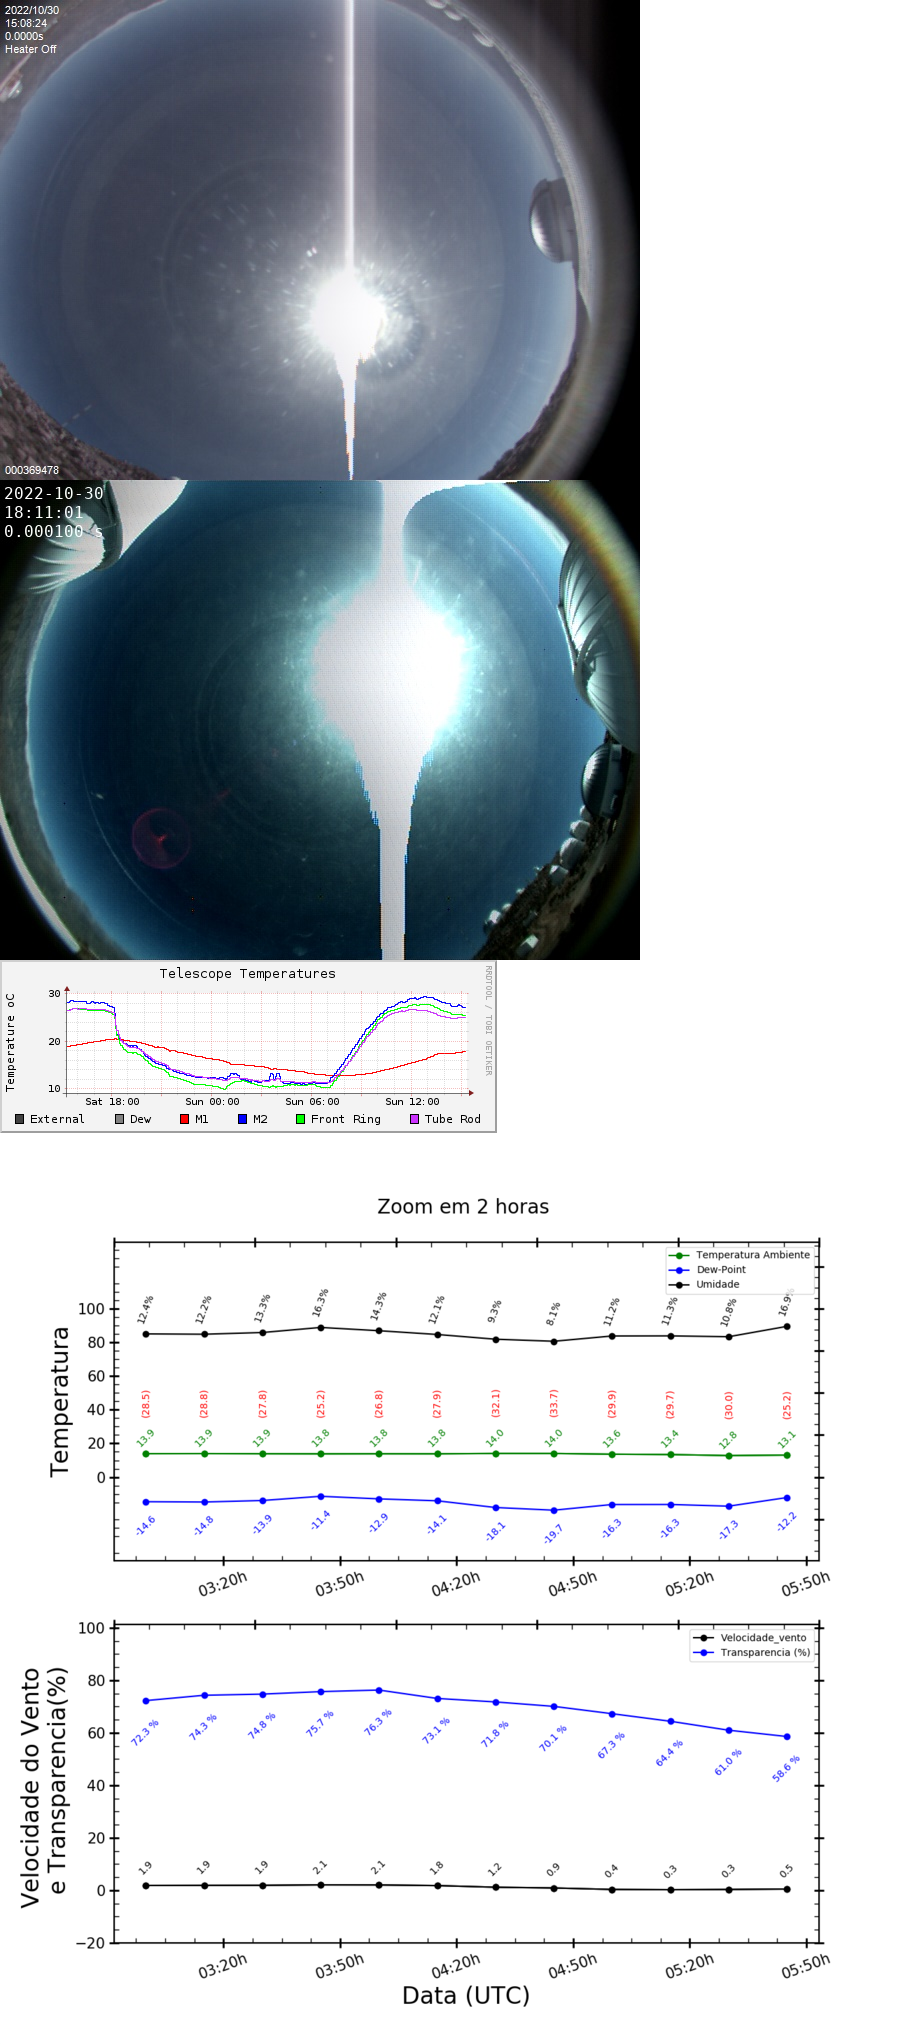 2022/10/30
15:08:24
0.0000s
Heater Off
000369478
2022-10-30
18:11:01
0.000100 s
Telescope Temperatures
RRDTOOL / TOBI OETIKER
Temperature oC
30
20
10
Sat 18:00 Sun 00:00 Sun 06:00 Sun 12:00
External Dew M1 M2 Front Ring Tube Rod
Zoom em 2 horas
Temperatura Ambiente
Dew-Point
Umidade
Temperatura
100
80
60
40
20
0
12.4% 12.2% 13.3% 16.3% 14.3% 12.1% 9.3% 8.1% 11.2% 11.3% 10.8% 16.9%
(28.5) (28.8) (27.8) (25.2) (26.8) (27.9) (32.1) (33.7) (29.9) (29.7) (30.0) (25.2)
13.9 13.9 13.9 13.8 13.8 13.8 14.0 14.0 13.6 13.4 12.8 13.1
-14.6 -14.8 -13.9 -11.4 -12.9 -14.1 -18.1 -19.7 -16.3 -16.3 -17.3 -12.2
03:20h 03:50h 04:20h 04:50h 05:20h 05:50h
Velocidade_vento
Transparencia (%)
Velocidade do Vento
e Transparencia(%)
100
80
60
40
20
0
−20
72.3 % 74.3 % 74.8 % 75.7 % 76.3 % 73.1 % 71.8 % 70.1 % 67.3 % 64.4 % 61.0 % 58.6 %
1.9 1.9 1.9 2.1 2.1 1.8 1.2 0.9 0.4 0.3 0.3 0.5
03:20h 03:50h 04:20h 04:50h 05:20h 05:50h
Data (UTC)